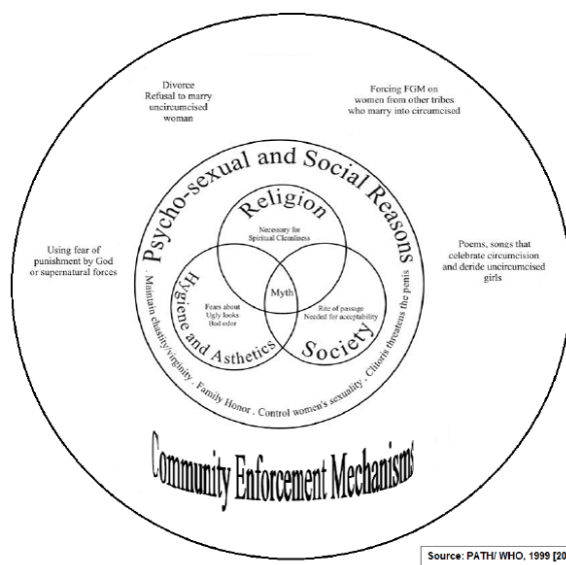 Divorce
Refusal to marry
uncircumcised
woman
Forcing FGM on
women from other tribes
who marry into circumcised
Psycho-sexual and Social Reasons
Religion
Necessary for
Spiritual Cleanliness
Using fear of
punishment by God
or supernatural forces
Poems, songs that
celebrate circumcision
and deride uncircumcised
girls
Myth
Hygiene and Asthetics
Fears about
Ugly looks
Bad odor
Rite of passage
Needed for acceptability
Society
. Maintain chastity/virginity . Family Honor . Control women's sexuality . Clitoris threatens the penis
Community Enforcement Mechanisms
Source: PATH/ WHO, 1999 [20